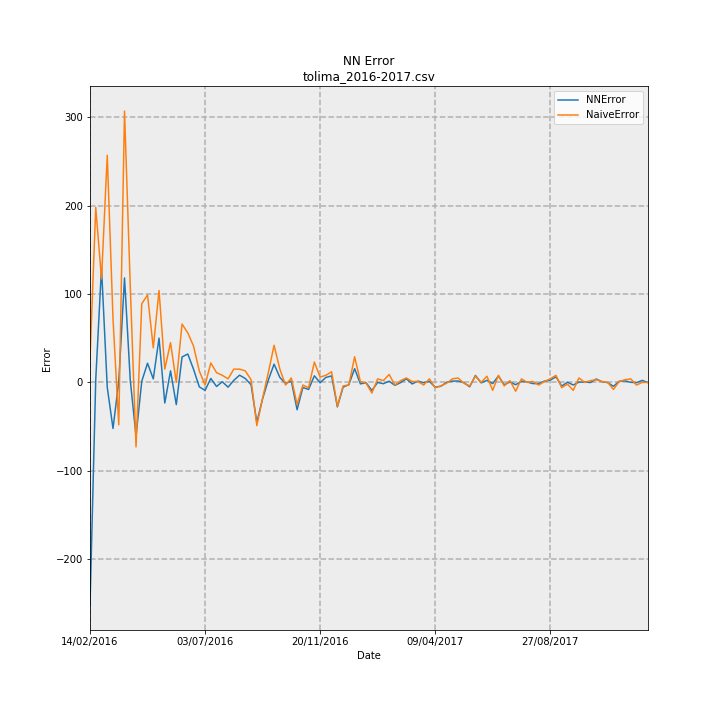 NN Error
tolima_2016-2017.csv
NNError
NaiveError
300
200
100
0
−100
−200
Error
14/02/2016
03/07/2016
20/11/2016
09/04/2017
27/08/2017
Date